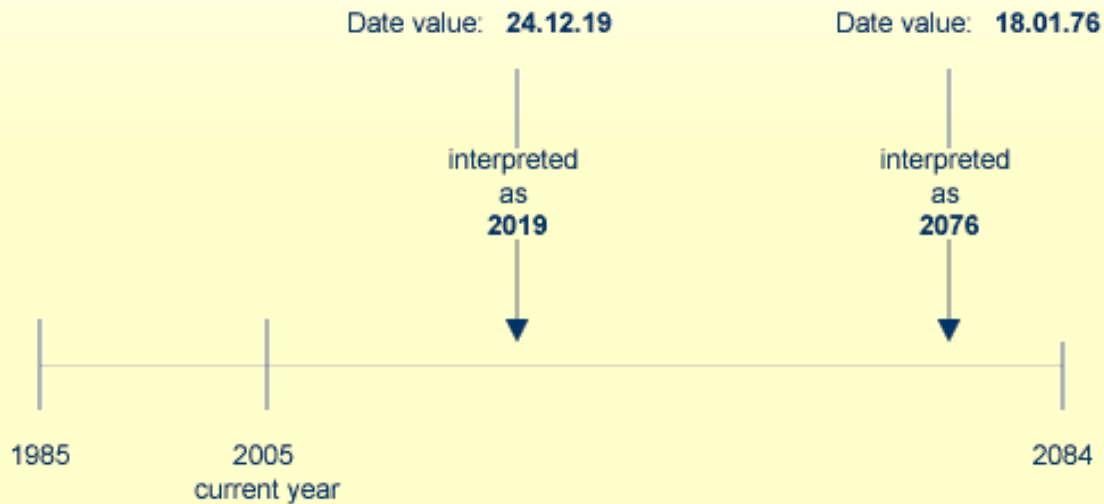 Date value: 24.12.19
Date value: 18.01.76
interpreted
as
2019
interpreted
as
2076
1985
2005
current year
2084